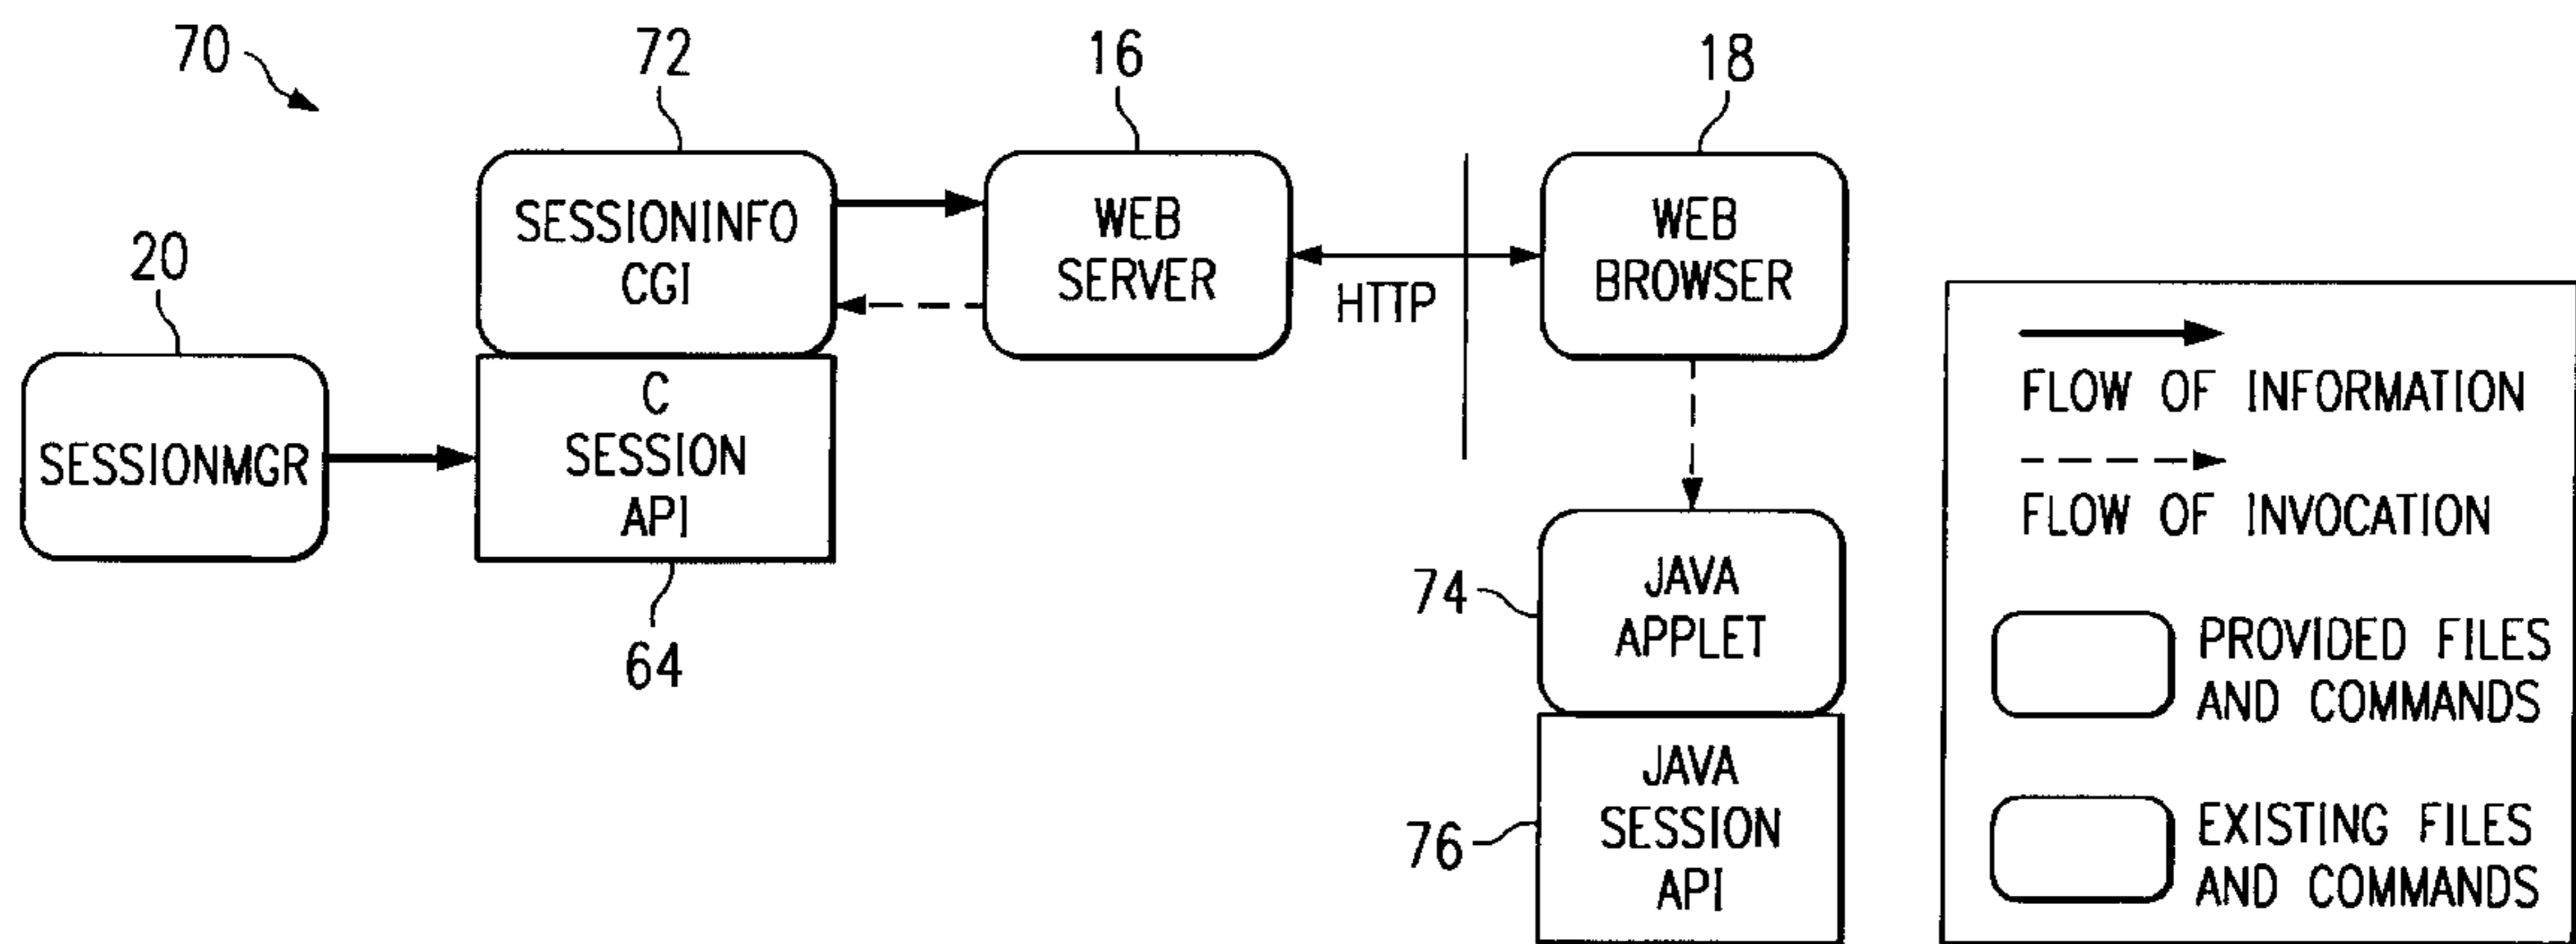 70
72
16
18
20
SESSIONINFO
CGI
WEB
SERVER
HTTP
WEB
BROWSER
SESSIONMGR
C
SESSION
API
64
74
JAVA
APPLET
76
JAVA
SESSION
API
FLOW OF INFORMATION
FLOW OF INVOCATION
PROVIDED FILES
AND COMMANDS
EXISTING FILES
AND COMMANDS